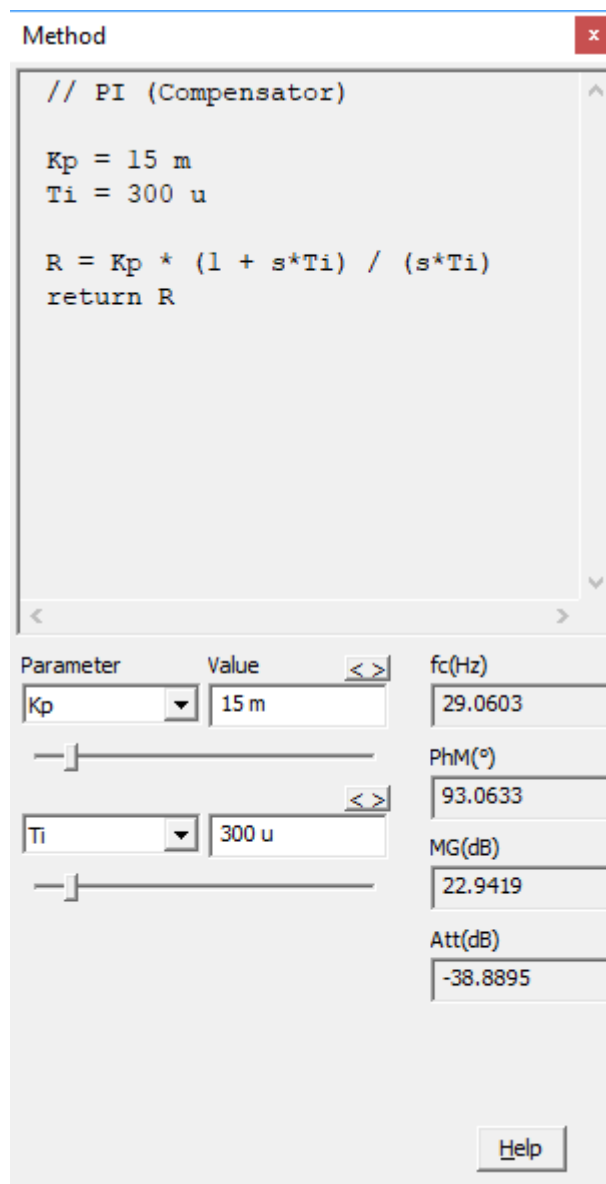 Method
x
// PI (Compensator)
Kp = 15 m
Ti = 300 u
R = Kp * (1 + s*Ti) / (s*Ti)
return R
Parameter
Value
< >
fc(Hz)
Kp
15 m
29.0603
PhM(º)
< >
93.0633
Ti
300 u
MG(dB)
22.9419
Att(dB)
-38.8895
Help